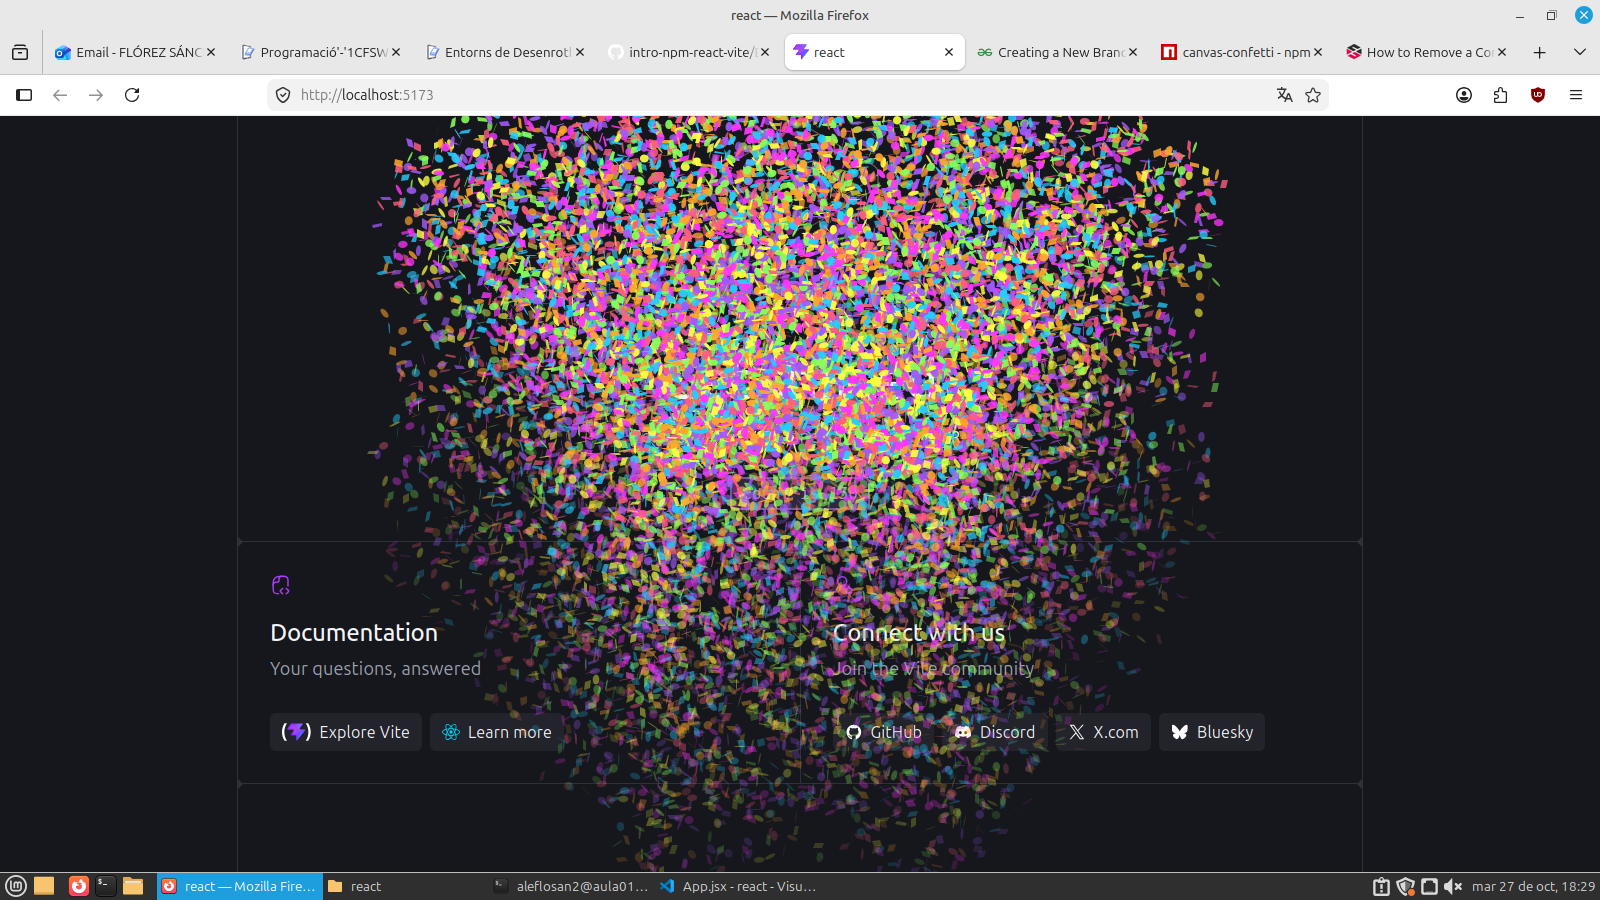 react — Mozilla Firefox
Email - FLÓREZ SÁNC
Programació'-'1CFSW
Entorns de Desenrotl
intro-npm-react-vite/
react
Creating a New Bran
canvas-confetti - npm
How to Remove a Co
http://localhost:5173
Documentation
Your questions, answered
Explore Vite
Learn more
Connect with us
Join the Vite community
GitHub
Discord
X.com
Bluesky
react — Mozilla Fire...
react
aleflosan2@aula01...
App.jsx - react - Visu...
mar 27 de oct, 18:29